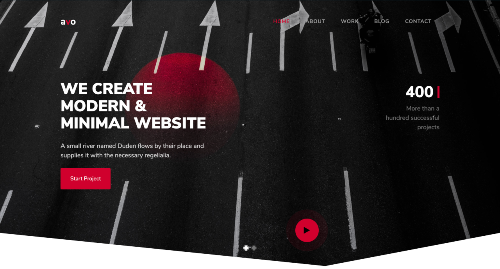 avo
HOME ABOUT WORK BLOG CONTACT
WE CREATE
MODERN &
MINIMAL WEBSITE
400
More than a
hundred successful
projects
A small river named Duden flows by their place and
supplies it with the necessary regelialia.
Start Project